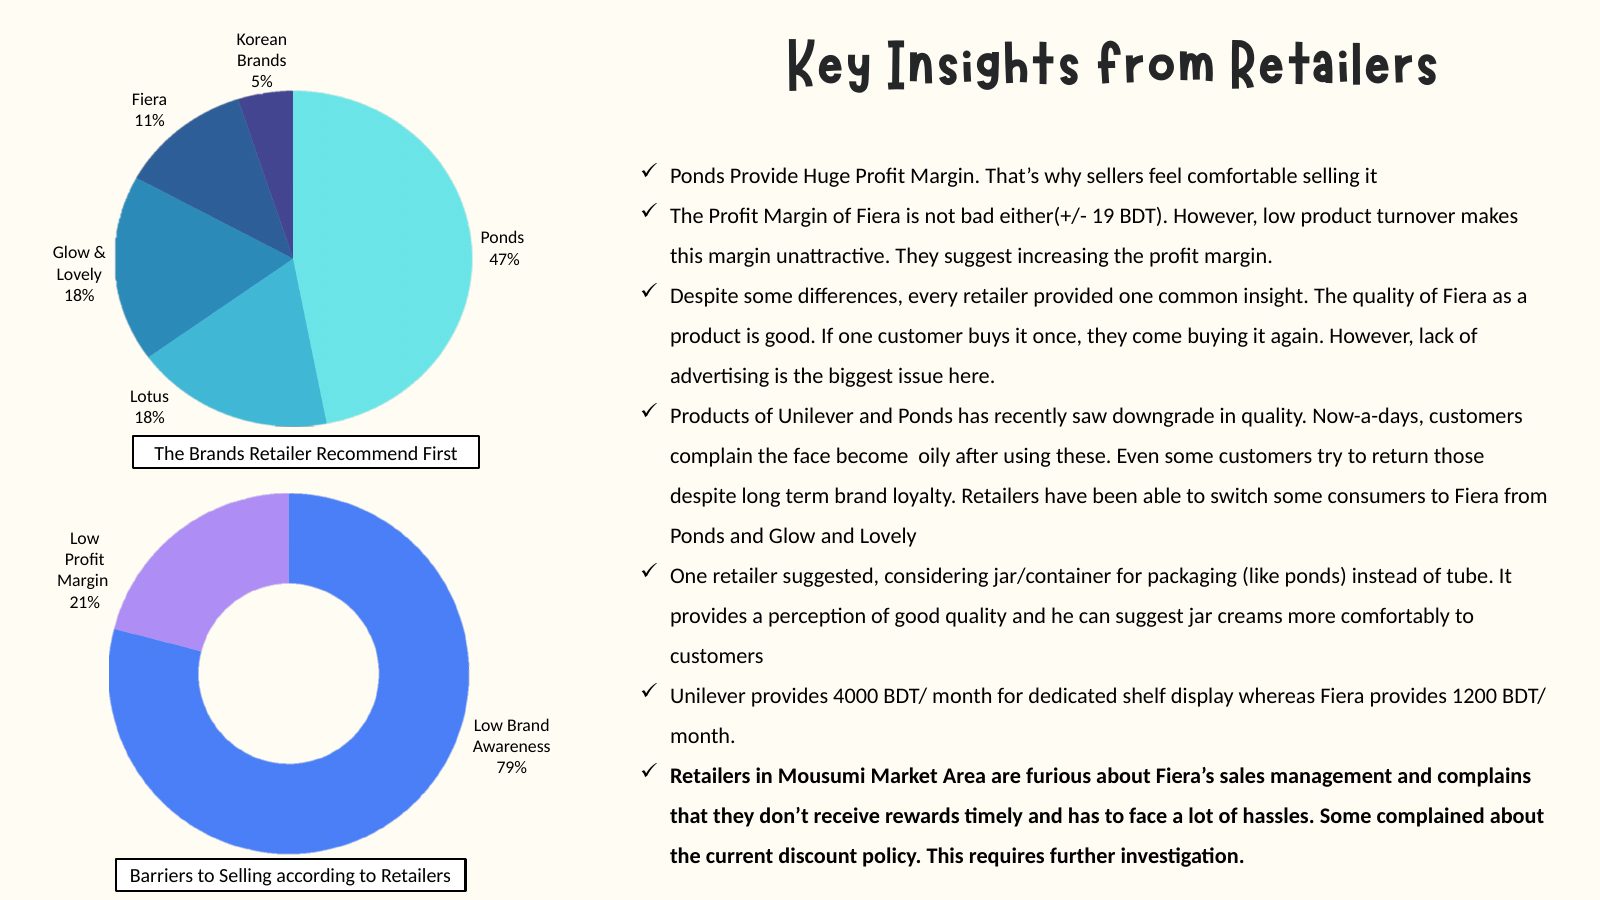 Key Insights from Retailers
Korean
Brands
5%
Fiera
11%
Glow &
Lovely
18%
Lotus
18%
Ponds
47%
The Brands Retailer Recommend First
Low
Profit
Margin
21%
Low Brand
Awareness
79%
Barriers to Selling according to Retailers
✓ Ponds Provide Huge Profit Margin. That’s why sellers feel comfortable selling it
✓ The Profit Margin of Fiera is not bad either(+/- 19 BDT). However, low product turnover makes
this margin unattractive. They suggest increasing the profit margin.
✓ Despite some differences, every retailer provided one common insight. The quality of Fiera as a
product is good. If one customer buys it once, they come buying it again. However, lack of
advertising is the biggest issue here.
✓ Products of Unilever and Ponds has recently saw downgrade in quality. Now-a-days, customers
complain the face become  oily after using these. Even some customers try to return those
despite long term brand loyalty. Retailers have been able to switch some consumers to Fiera from
Ponds and Glow and Lovely
✓ One retailer suggested, considering jar/container for packaging (like ponds) instead of tube. It
provides a perception of good quality and he can suggest jar creams more comfortably to
customers
✓ Unilever provides 4000 BDT/ month for dedicated shelf display whereas Fiera provides 1200 BDT/
month.
✓ Retailers in Mousumi Market Area are furious about Fiera’s sales management and complains
that they don’t receive rewards timely and has to face a lot of hassles. Some complained about
the current discount policy. This requires further investigation.